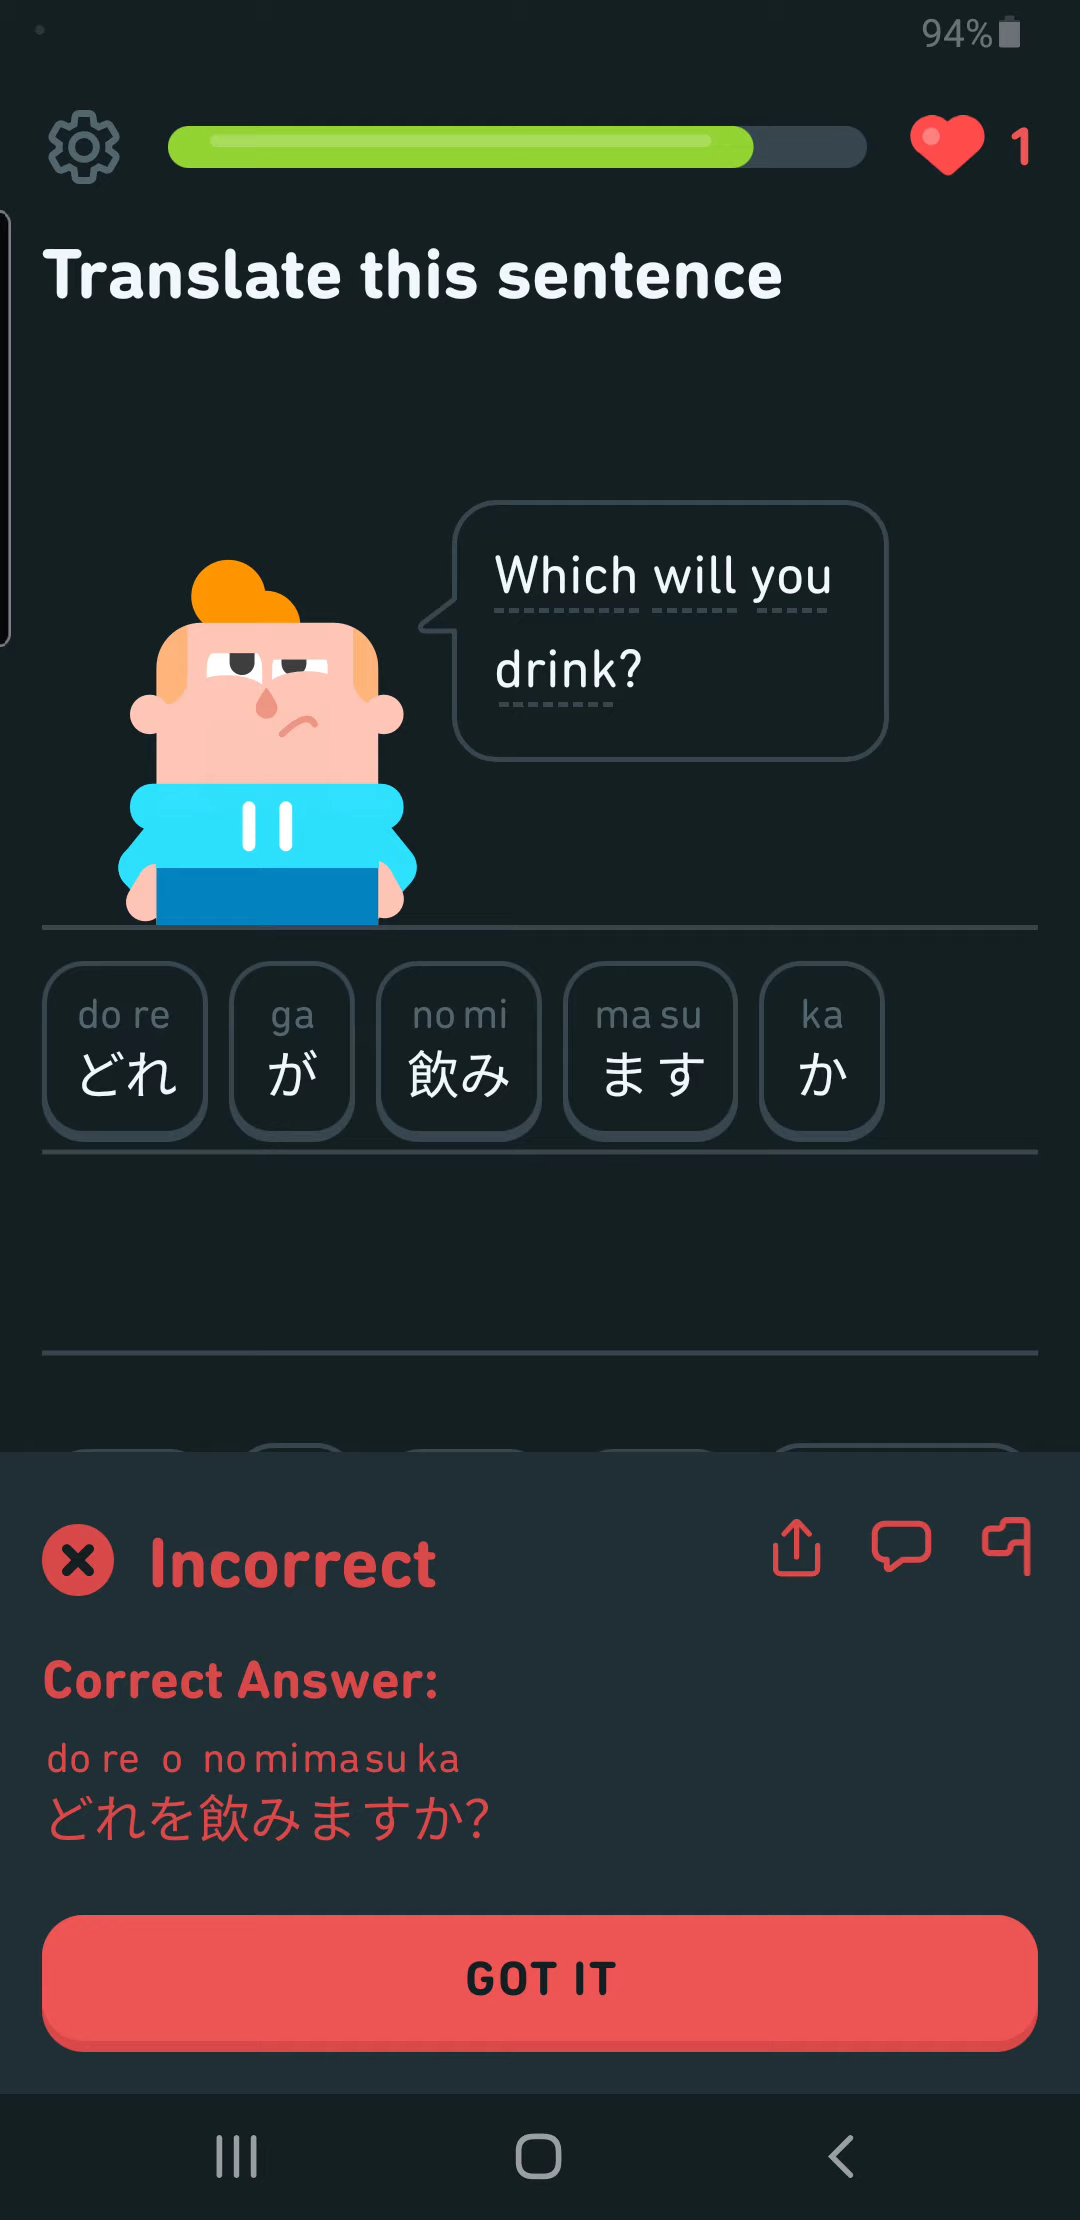 94%
1
Translate this sentence
Which will you
drink?
do re ga no mi ma su ka
どれ が 飲み ます か
Incorrect
Correct Answer:
do re o no mi ma su ka
どれを飲みますか?
GOT IT